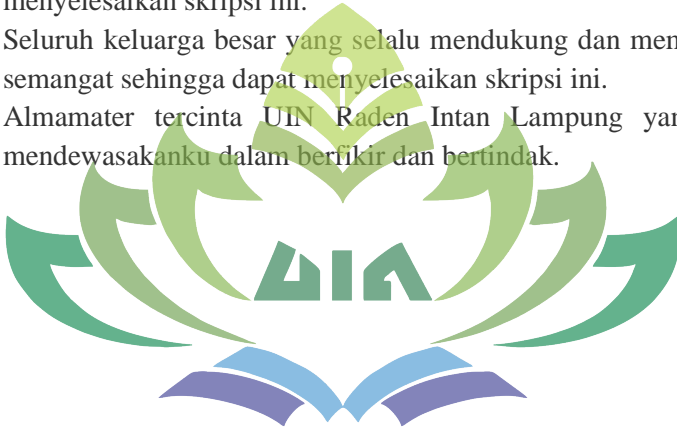 menyelesaikan skripsi ini.
Seluruh keluarga besar yang selalu mendukung dan men
semangat sehingga dapat menyelesaikan skripsi ini.
Almamater tercinta UIN Raden Intan Lampung yan
mendewasakanku dalam berfikir dan bertindak.
UIN